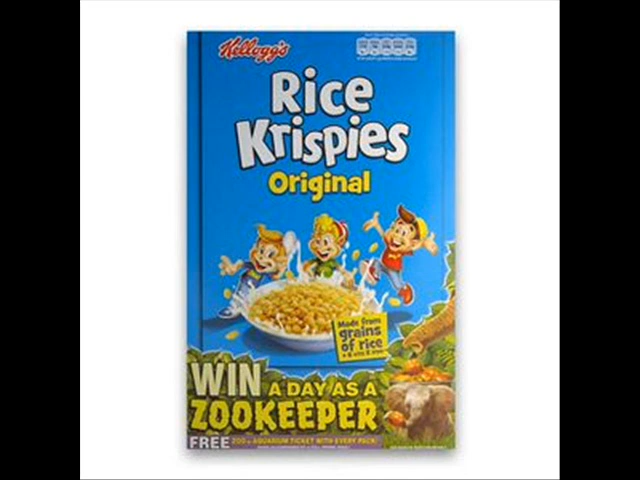 Kellogg's
Rice
Krispies
Original
Made from
grains
of rice
WIN A DAY AS A
ZOOKEEPER
FREE ZOO & AQUARIUM TICKET WITH EVERY PACK!